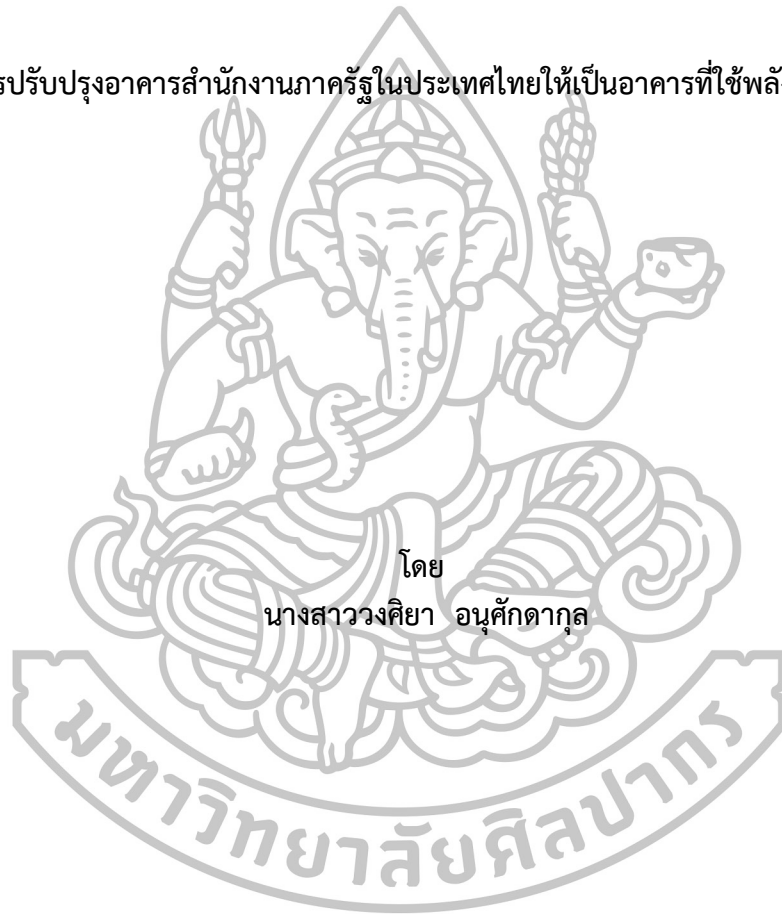 รปรับปรุงอาคารสำนักงานภาครัฐในประเทศไทยให้เป็นอาคารที่ใช้พลั
โดย
นางสาววงศิยา อนุศักดากุล
มหาวิทยาลัยศิลปากร